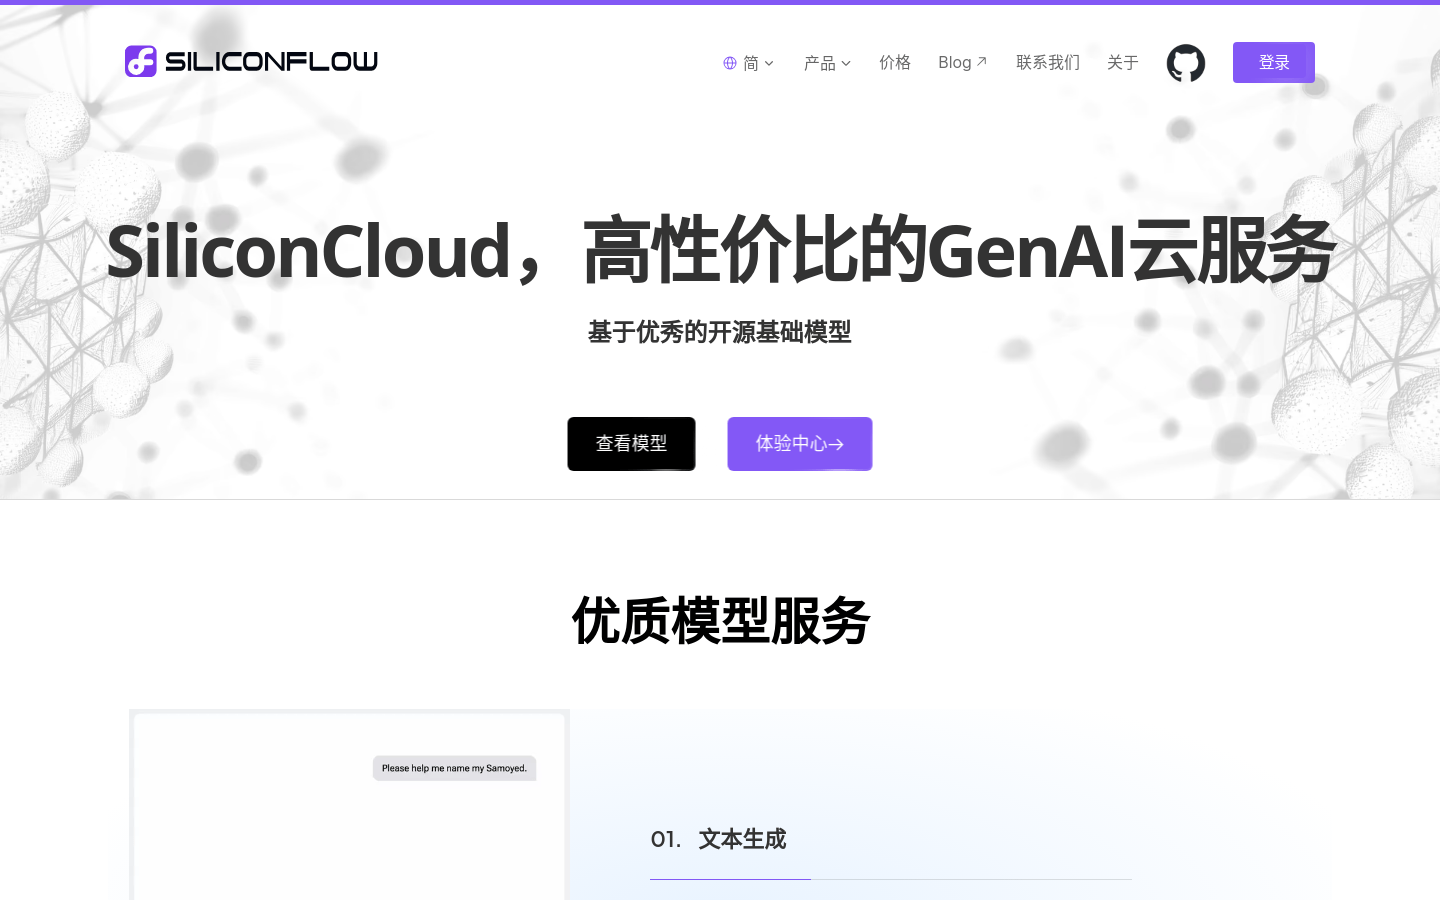 SILICONFLOW
简
产品
价格
Blog
联系我们
关于
登录
SiliconCloud，高性价比的GenAI云服务
基于优秀的开源基础模型
查看模型
体验中心→
优质模型服务
Please help me name my Samoyed.
01. 文本生成